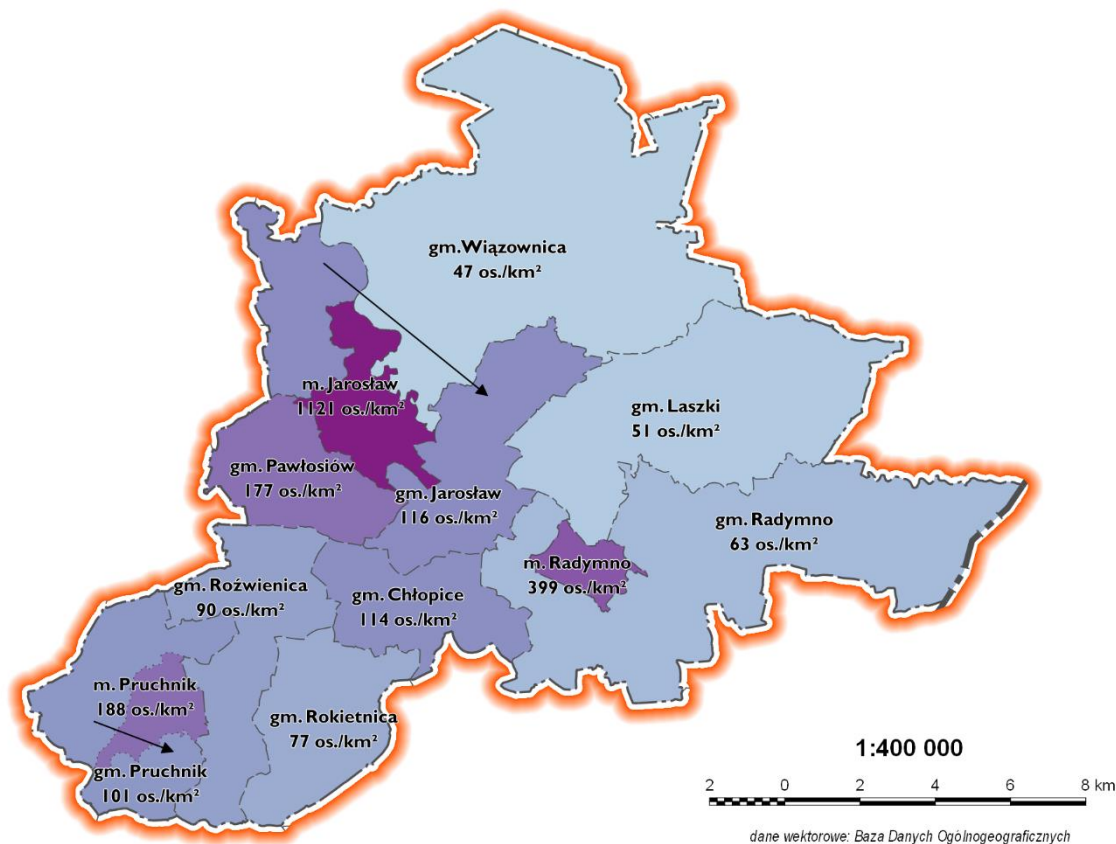 gm. Wiązownica
47 os./km²
m. Jarosław
1121 os./km²
gm. Laszki
51 os./km²
gm. Pawłosiów
177 os./km²
gm. Jarosław
116 os./km²
gm. Radymno
63 os./km²
m. Radymno
399 os./km²
gm. Roźwienica
90 os./km²
gm. Chłopice
114 os./km²
m. Pruchnik
188 os./km²
gm. Rokietnica
77 os./km²
gm. Pruchnik
101 os./km²
1:400 000
2 0 2 4 6 8 km
dane wektorowe: Baza Danych Ogólnogeograficznych